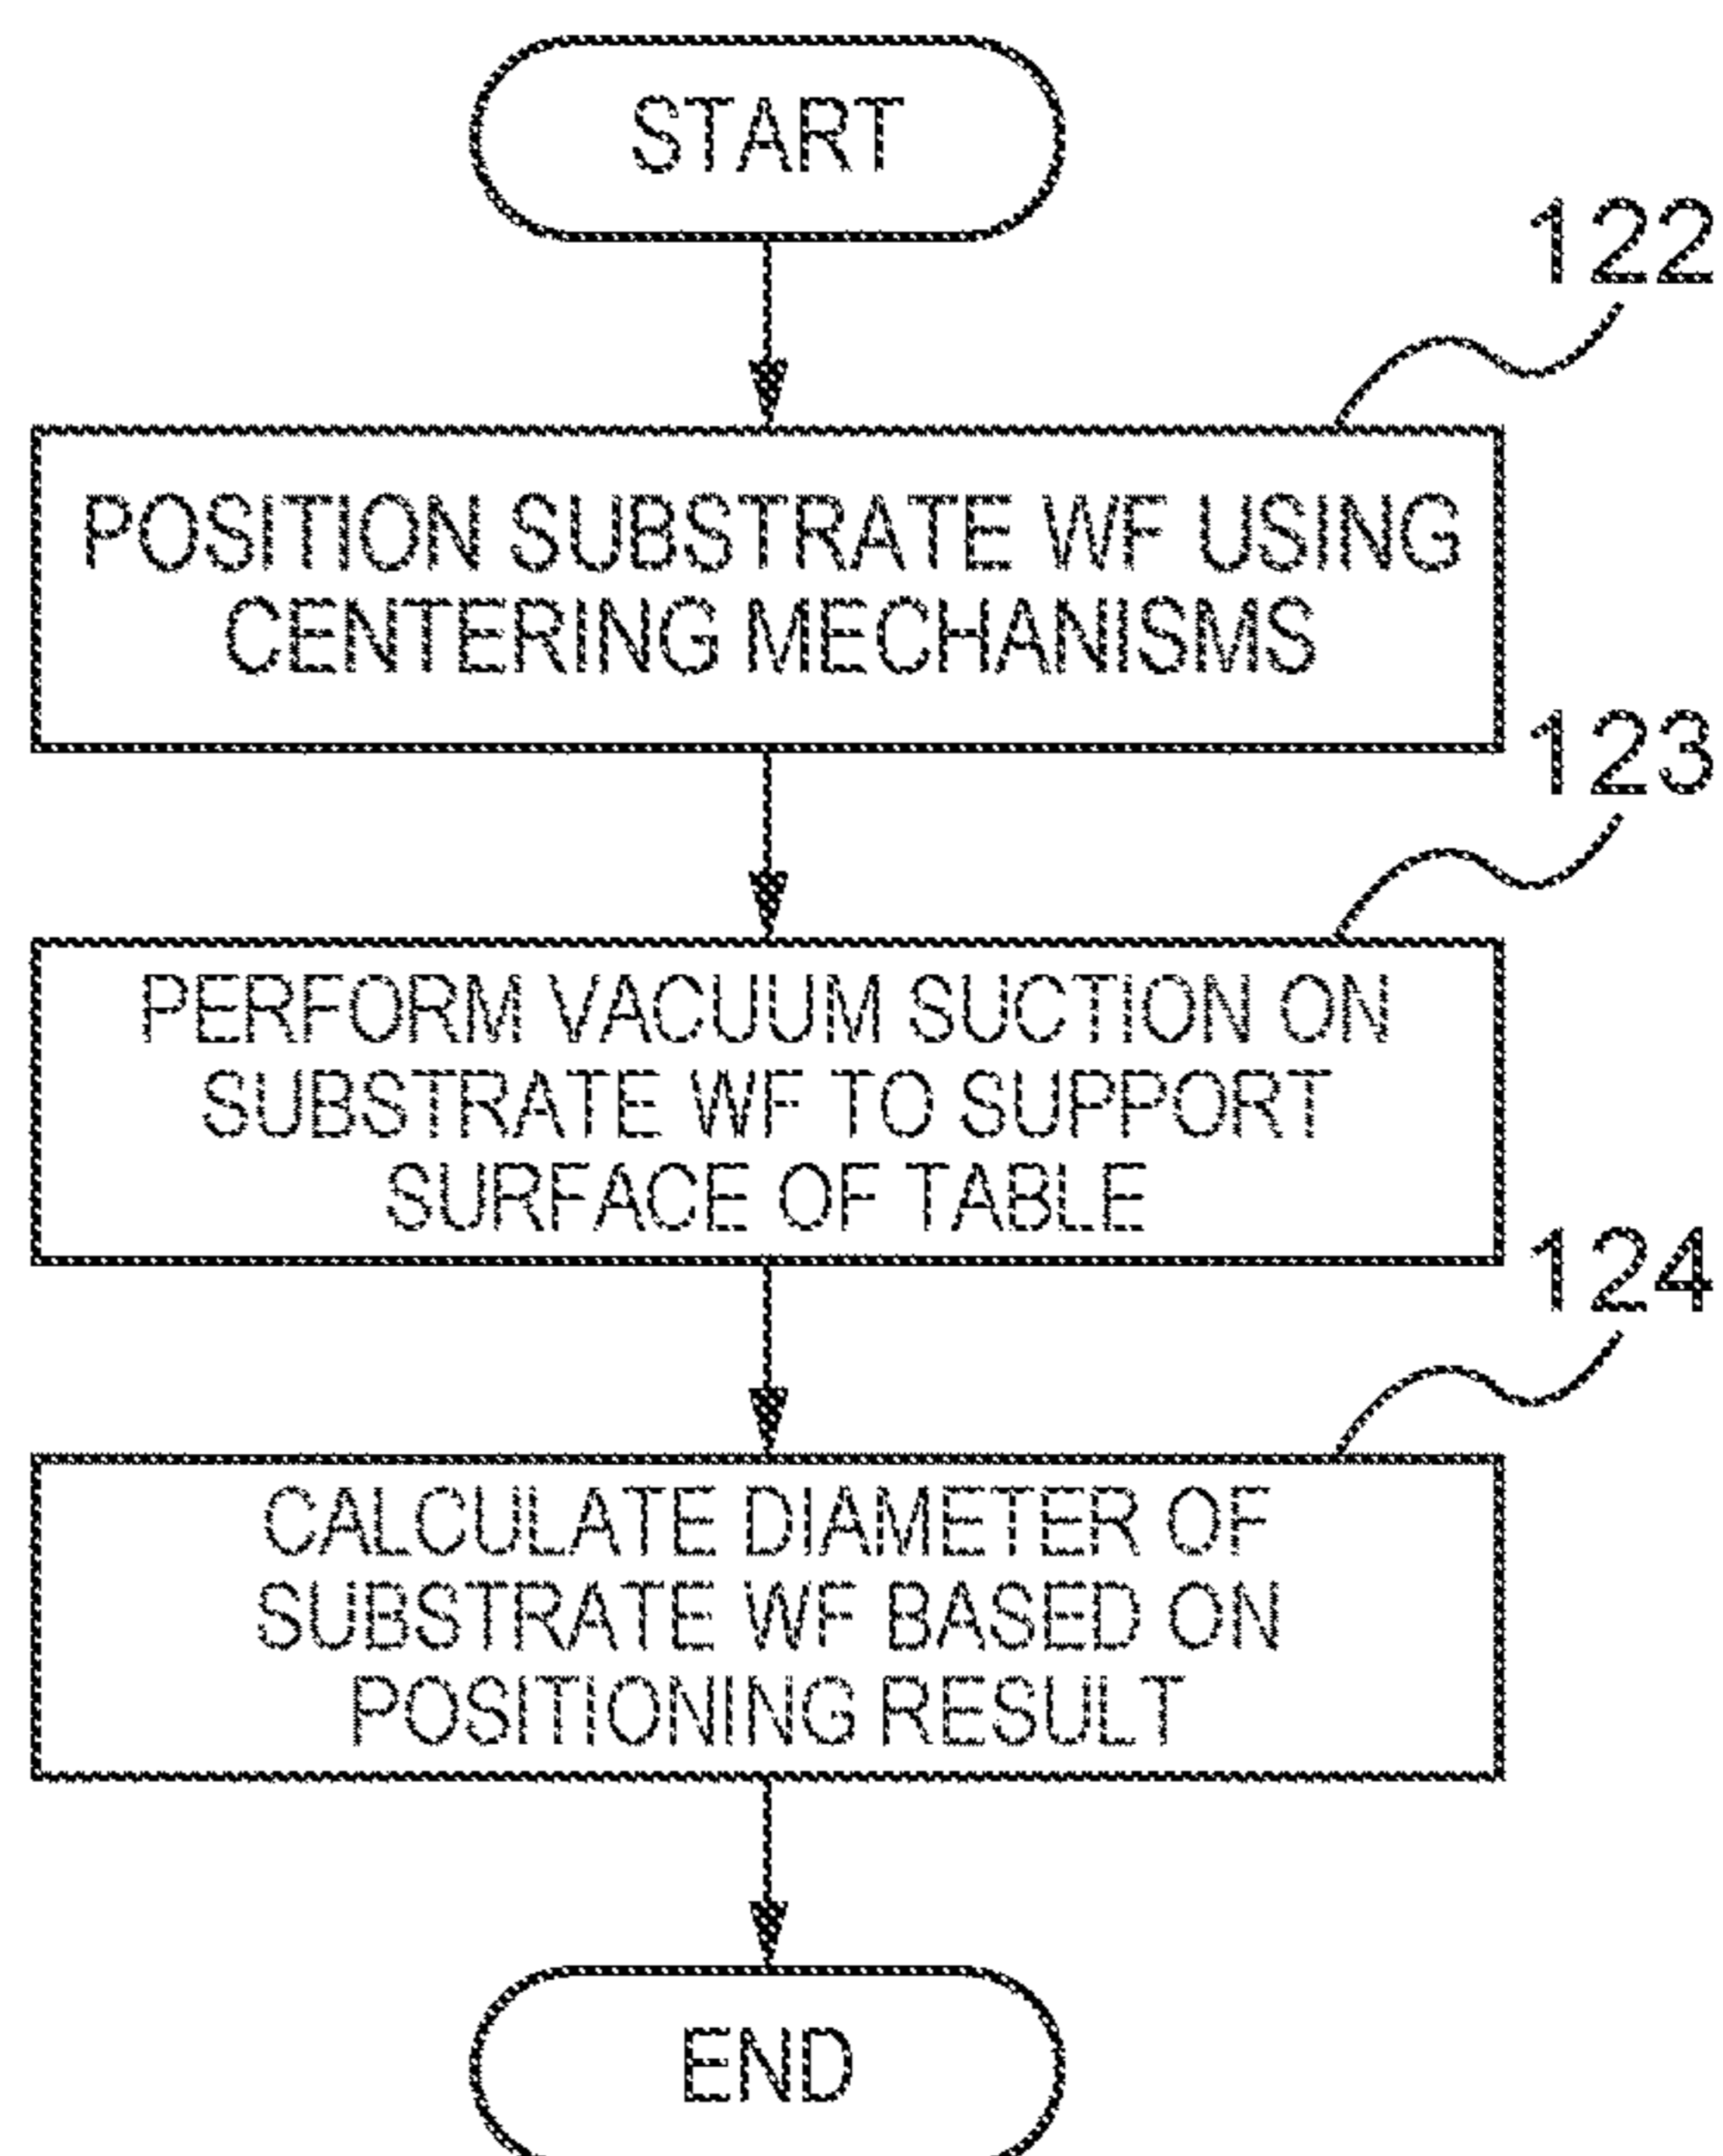 START
122
POSITION SUBSTRATE WF USING
CENTERING MECHANISMS
123
PERFORM VACUUM SUCTION ON
SUBSTRATE WF TO SUPPORT
SURFACE OF TABLE
124
CALCULATE DIAMETER OF
SUBSTRATE WF BASED ON
POSITIONING RESULT
END